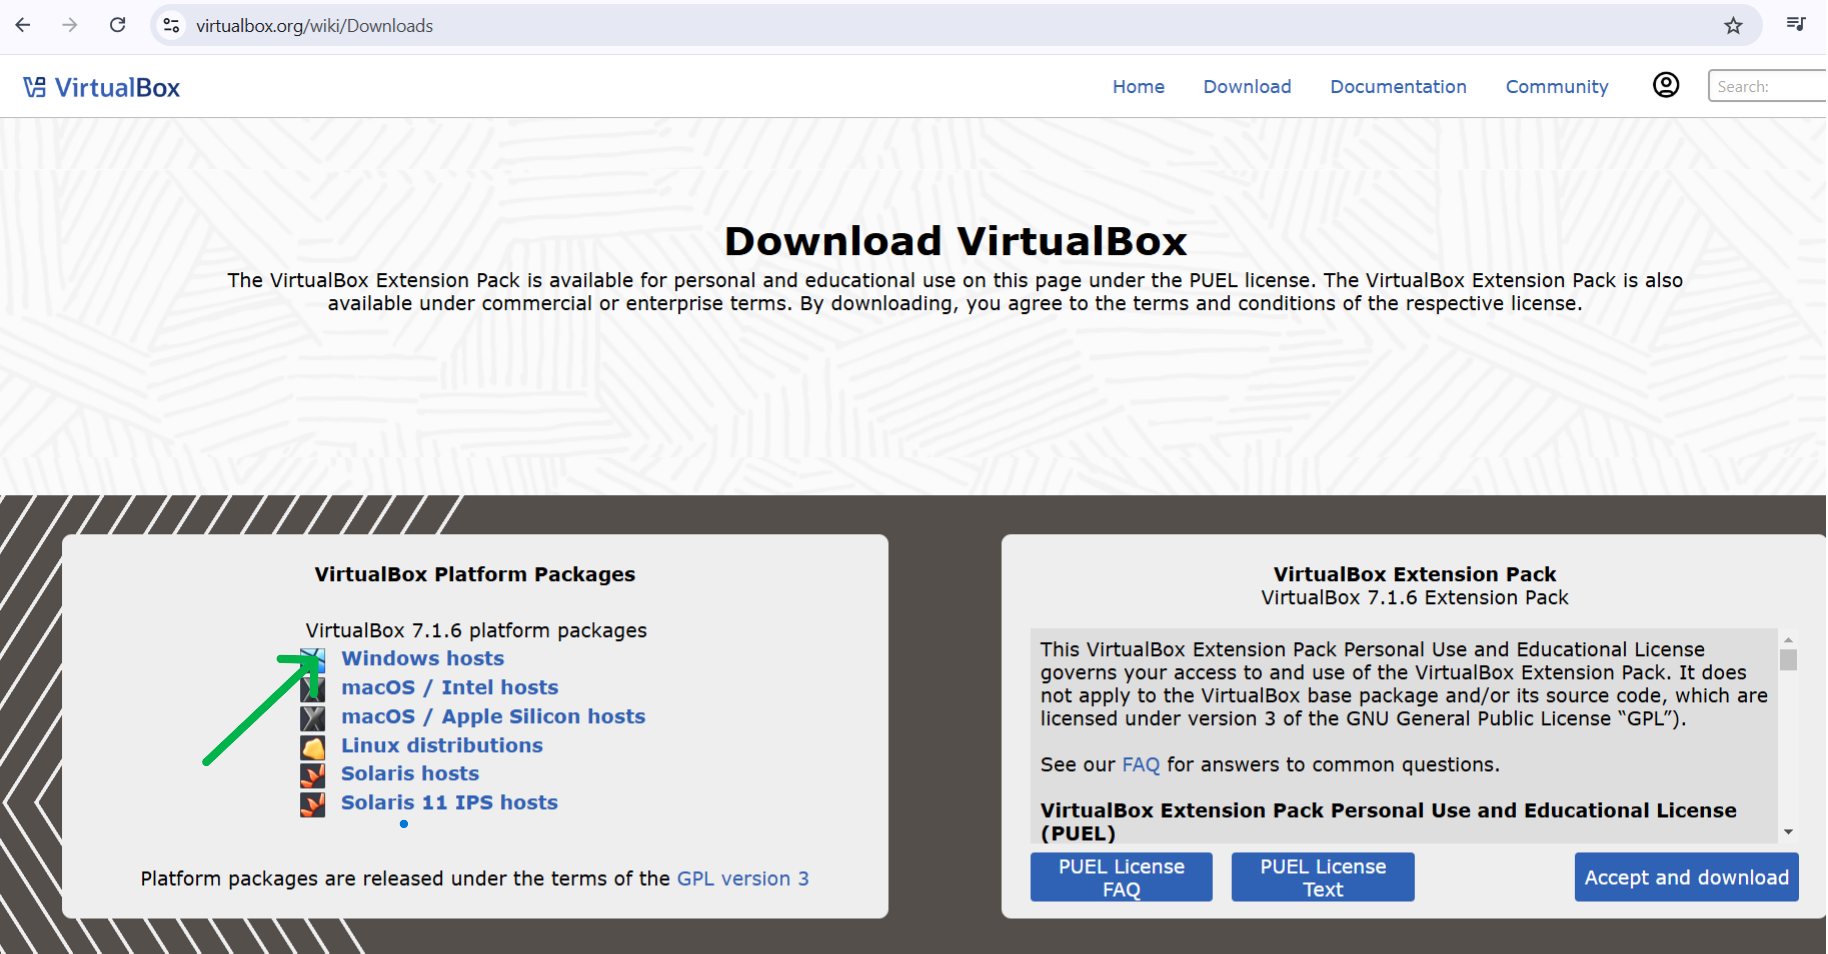 virtualbox.org/wiki/Downloads
VirtualBox
Home Download Documentation Community Search:
Download VirtualBox
The VirtualBox Extension Pack is available for personal and educational use on this page under the PUEL license. The VirtualBox Extension Pack is also
available under commercial or enterprise terms. By downloading, you agree to the terms and conditions of the respective license.
VirtualBox Platform Packages
VirtualBox 7.1.6 platform packages
Windows hosts
macOS / Intel hosts
macOS / Apple Silicon hosts
Linux distributions
Solaris hosts
Solaris 11 IPS hosts
Platform packages are released under the terms of the GPL version 3
VirtualBox Extension Pack
VirtualBox 7.1.6 Extension Pack
This VirtualBox Extension Pack Personal Use and Educational License
governs your access to and use of the VirtualBox Extension Pack. It does
not apply to the VirtualBox base package and/or its source code, which are
licensed under version 3 of the GNU General Public License “GPL”).
See our FAQ for answers to common questions.
VirtualBox Extension Pack Personal Use and Educational License
(PUEL)
PUEL License
FAQ
PUEL License
Text
Accept and download